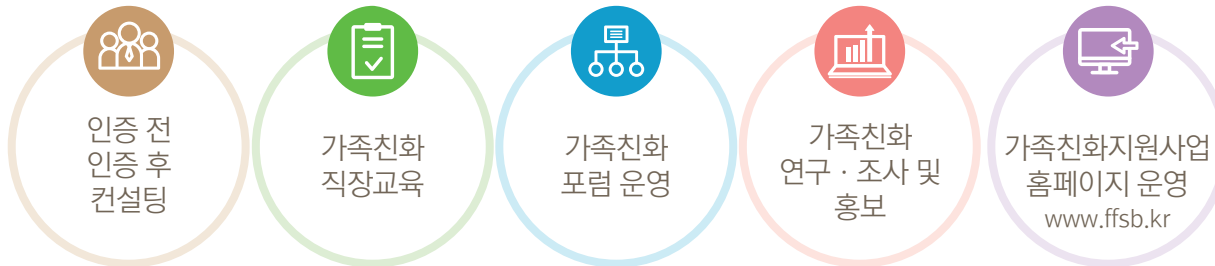 인증 전
인증 후
컨설팅
가족친화
직장교육
가족친화
포럼 운영
가족친화
연구 · 조사 및
홍보
가족친화지원사업
홈페이지 운영
www.ffsb.kr